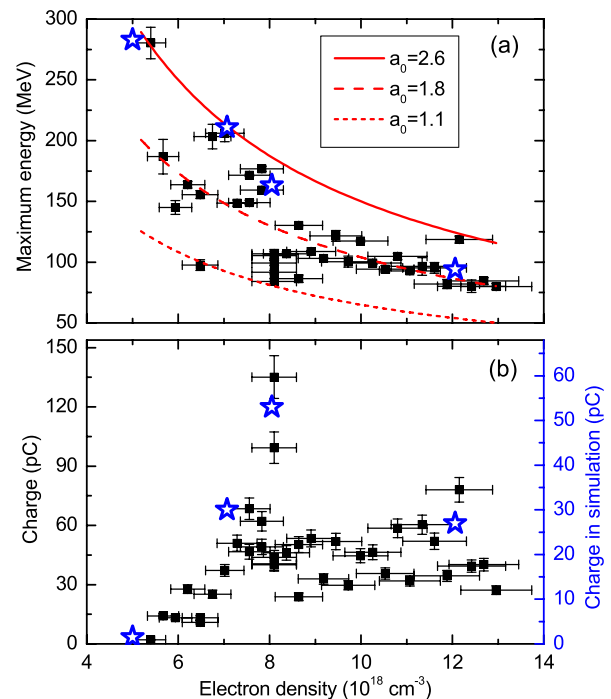 300
(a)
a0=2.6
a0=1.8
a0=1.1
250
200
150
100
50
Maximum energy (MeV)
150
(b)
120
90
60
30
0
Charge (pC)
60
50
40
30
20
10
0
Charge in simulation (pC)
4 6 8 10 12 14
Electron density (10^18 cm^-3)